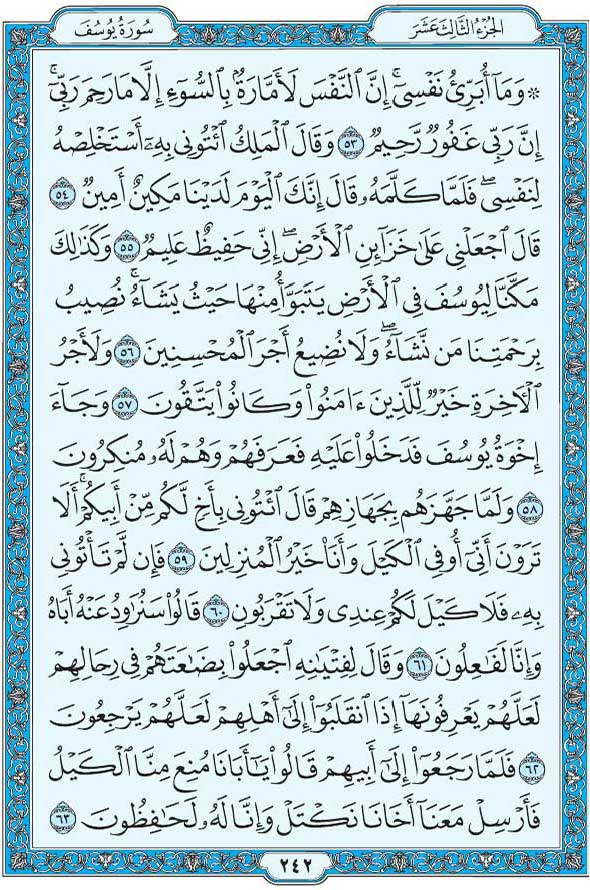 الجزء الثالث عشر
سورة يوسف
۞ وَمَآ أُبَرِّئُ نَفْسِىٓۚ إِنَّ ٱلنَّفْسَ لَأَمَّارَةُۢ بِٱلسُّوٓءِ إِلَّا مَا رَحِمَ رَبِّىٓۚ
إِنَّ رَبِّى غَفُورٌ رَّحِيمٌ ٥٣ وَقَالَ ٱلْمَلِكُ ٱئْتُونِى بِهِۦٓ أَسْتَخْلِصْهُ
لِنَفْسِىۖ فَلَمَّا كَلَّمَهُۥ قَالَ إِنَّكَ ٱلْيَوْمَ لَدَيْنَا مَكِينٌ أَمِينٌ ٥٤
قَالَ ٱجْعَلْنِى عَلَىٰ خَزَآئِنِ ٱلْأَرْضِۖ إِنِّى حَفِيظٌ عَلِيمٌ ٥٥ وَكَذَٰلِكَ
مَكَّنَّا لِيُوسُفَ فِى ٱلْأَرْضِ يَتَبَوَّأُ مِنْهَا حَيْثُ يَشَآءُۚ نُصِيبُ
بِرَحْمَتِنَا مَن نَّشَآءُۖ وَلَا نُضِيعُ أَجْرَ ٱلْمُحْسِنِينَ ٥٦ وَلَأَجْرُ
ٱلْأَخِرَةِ خَيْرٌ لِّلَّذِينَ ءَامَنُوا۟ وَكَانُوا۟ يَتَّقُونَ ٥٧ وَجَآءَ
إِخْوَةُ يُوسُفَ فَدَخَلُوا۟ عَلَيْهِ فَعَرَفَهُمْ وَهُمْ لَهُۥ مُنكِرُونَ
٥٨ وَلَمَّا جَهَّزَهُم بِجَهَازِهِمْ قَالَ ٱئْتُونِى بِأَخٍ لَّكُم مِّنْ أَبِيكُمْۚ أَلَا
تَرَوْنَ أَنِّىٓ أُوفِى ٱلْكَيْلَ وَأَنَا۠ خَيْرُ ٱلْمُنزِلِينَ ٥٩ فَإِن لَّمْ تَأْتُونِى
بِهِۦ فَلَا كَيْلَ لَكُمْ عِندِى وَلَا تَقْرَبُونِ ٦٠ قَالُوا۟ سَنُرَٰوِدُ عَنْهُ أَبَاهُ
وَإِنَّا لَفَٰعِلُونَ ٦١ وَقَالَ لِفِتْيَٰنِهِ ٱجْعَلُوا۟ بِضَٰعَتَهُمْ فِى رِحَالِهِمْ
لَعَلَّهُمْ يَعْرِفُونَهَآ إِذَا ٱنقَلَبُوٓا۟ إِلَىٰٓ أَهْلِهِمْ لَعَلَّهُمْ يَرْجِعُونَ
٦٢ فَلَمَّا رَجَعُوٓا۟ إِلَىٰٓ أَبِيهِمْ قَالُوا۟ يَٰٓأَبَانَا مُنِعَ مِنَّا ٱلْكَيْلُ
فَأَرْسِلْ مَعَنَآ أَخَانَا نَكْتَلْ وَإِنَّا لَهُۥ لَحَٰفِظُونَ ٦٣
٢٤٢